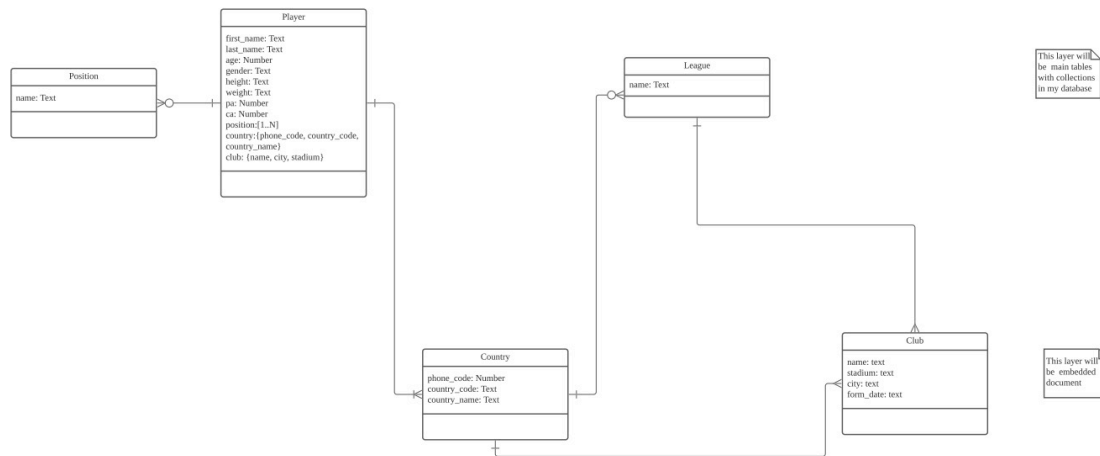 Position
name: Text
Player
first_name: Text
last_name: Text
age: Number
gender: Text
height: Text
weight: Text
pa: Number
ca: Number
position:[1..N]
country:{phone_code, country_code,
country_name}
club: {name, city, stadium}
League
name: Text
This layer will
be main tables
with collections
in my database
Country
phone_code: Number
country_code: Text
country_name: Text
Club
name: text
stadium: text
city: text
form_date: text
This layer will
be embedded
document